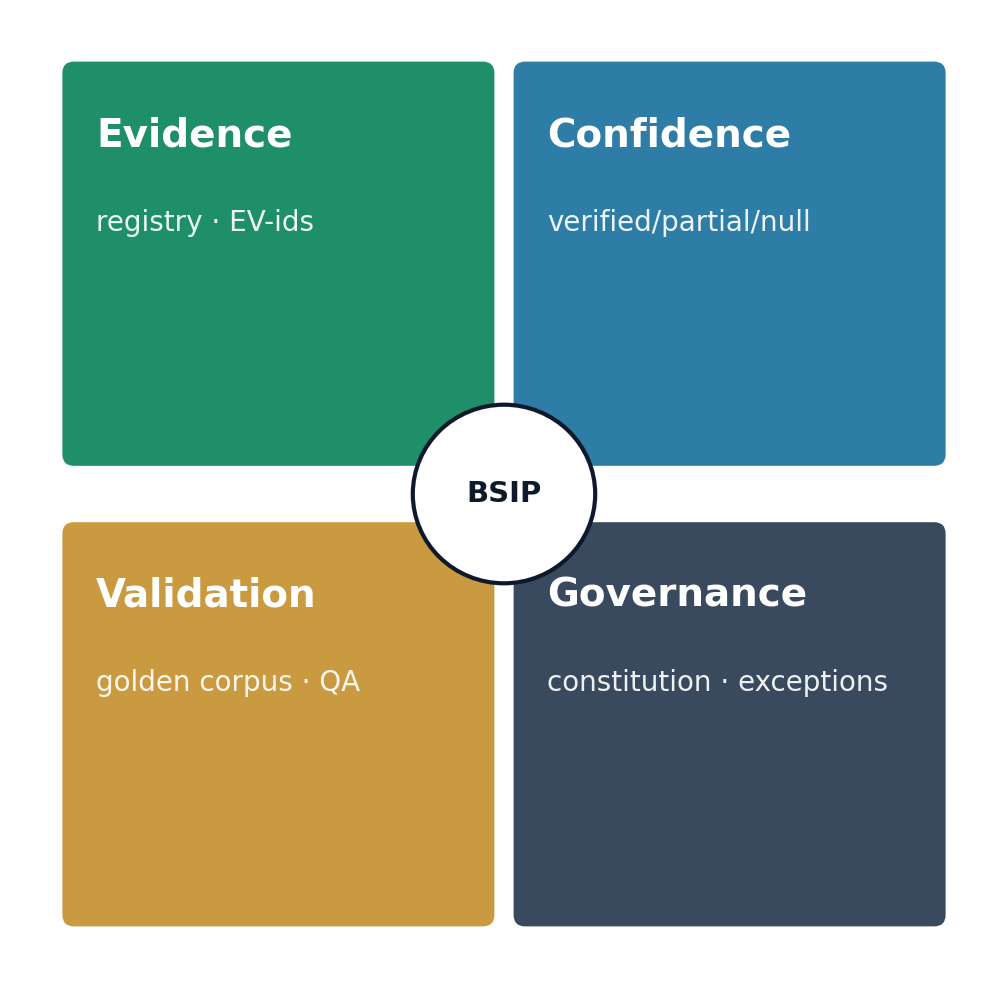 Evidence
registry · EV-ids
Confidence
verified/partial/null
BSIP
Validation
golden corpus · QA
Governance
constitution · exceptions